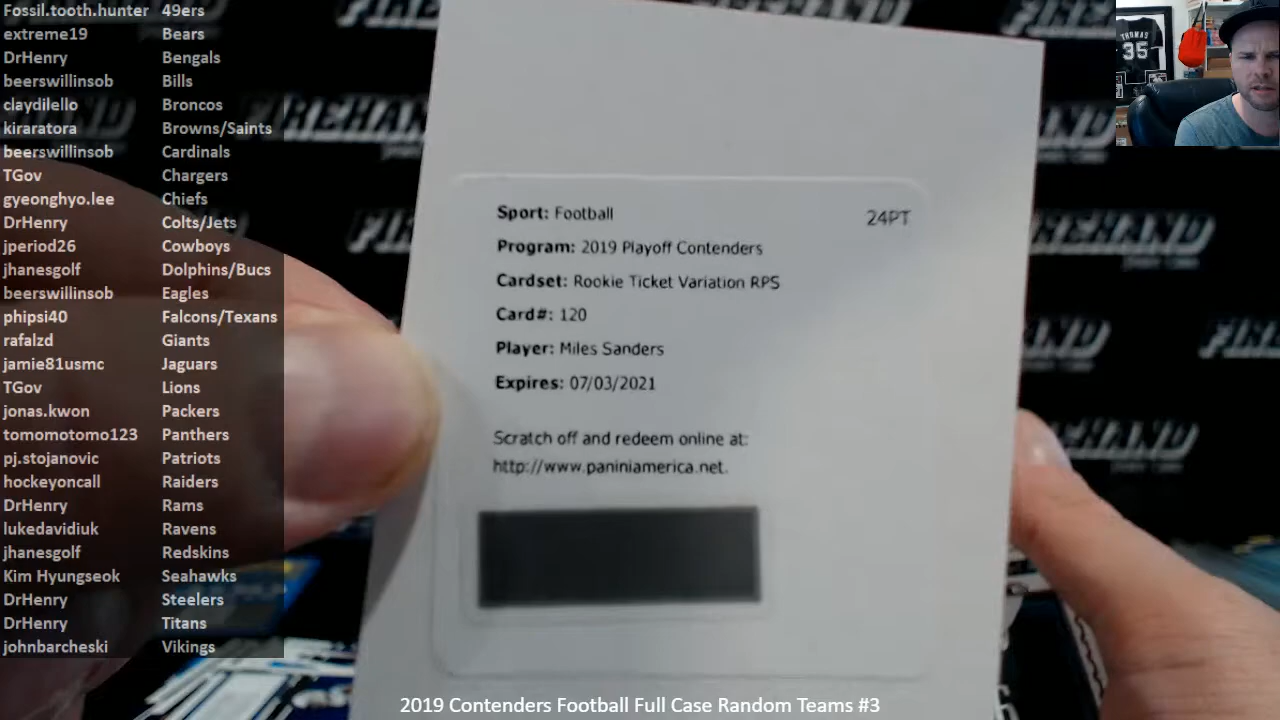 Fossil.tooth.hunter 49ers
extreme19 Bears
DrHenry Bengals
beerswillinsob Bills
claydilello Broncos
kiraratora Browns/Saints
beerswillinsob Cardinals
TGov Chargers
gyeonghyo.lee Chiefs
DrHenry Colts/Jets
jperiod26 Cowboys
jhanesgolf Dolphins/Bucs
beerswillinsob Eagles
phipsi40 Falcons/Texans
rafalzd Giants
jamie81usmc Jaguars
TGov Lions
jonas.kwon Packers
tomomotomo123 Panthers
pj.stojanovic Patriots
hockeyoncall Raiders
DrHenry Rams
lukedavidiuk Ravens
jhanesgolf Redskins
Kim Hyungseok Seahawks
DrHenry Steelers
DrHenry Titans
johnbarcheski Vikings
Sport: Football 24PT
Program: 2019 Playoff Contenders
Cardset: Rookie Ticket Variation RPS
Card#: 120
Player: Miles Sanders
Expires: 07/03/2021
Scratch off and redeem online at:
http://www.paniniamerica.net.
THOMAS
35
2019 Contenders Football Full Case Random Teams #3